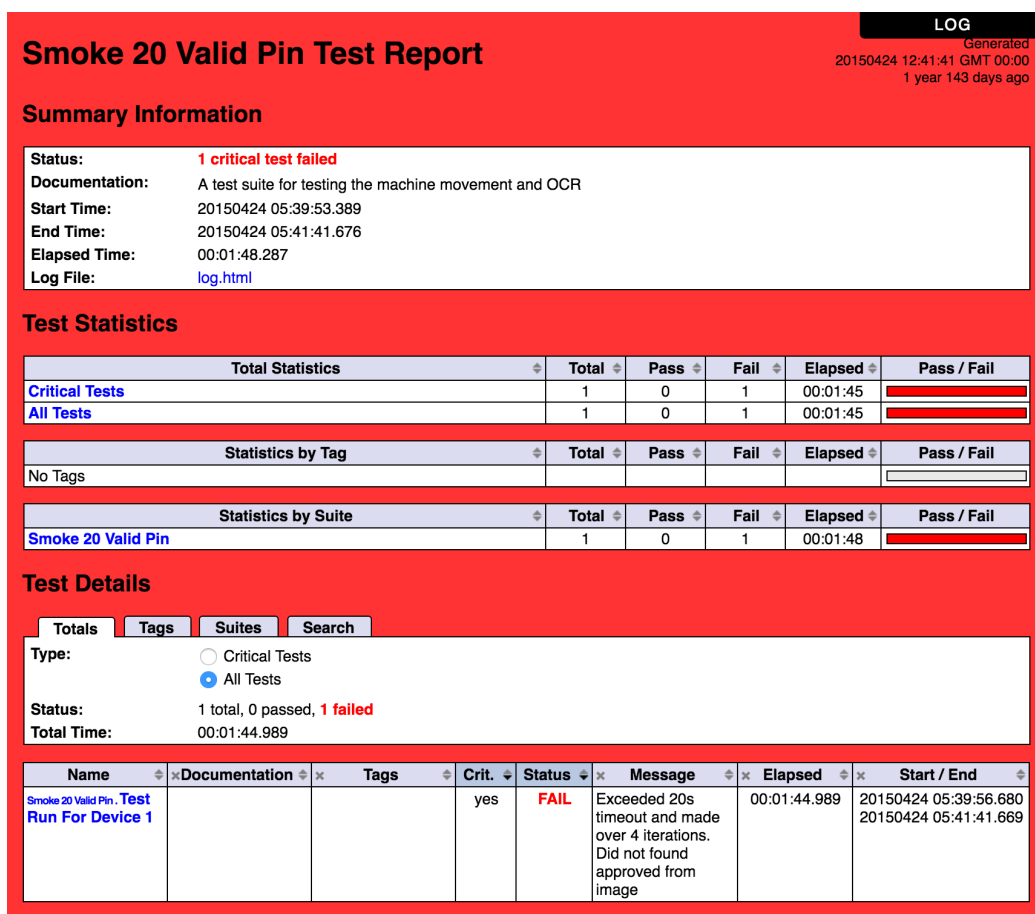 LOG
Generated
20150424 12:41:41 GMT 00:00
1 year 143 days ago
Smoke 20 Valid Pin Test Report
Summary Information
Status: 1 critical test failed
Documentation: A test suite for testing the machine movement and OCR
Start Time: 20150424 05:39:53.389
End Time: 20150424 05:41:41.676
Elapsed Time: 00:01:48.287
Log File: log.html
Test Statistics
Total Statistics Total Pass Fail Elapsed Pass / Fail
Critical Tests 1 0 1 00:01:45
All Tests 1 0 1 00:01:45
Statistics by Tag Total Pass Fail Elapsed Pass / Fail
No Tags
Statistics by Suite Total Pass Fail Elapsed Pass / Fail
Smoke 20 Valid Pin 1 0 1 00:01:48
Test Details
Totals Tags Suites Search
Type: Critical Tests
All Tests
Status: 1 total, 0 passed, 1 failed
Total Time: 00:01:44.989
Name × Documentation × Tags Crit. Status × Message × Elapsed × Start / End
Smoke 20 Valid Pin . Test yes FAIL Exceeded 20s 00:01:44.989 20150424 05:39:56.680
Run For Device 1 timeout and made 20150424 05:41:41.669
over 4 iterations.
Did not found
approved from
image